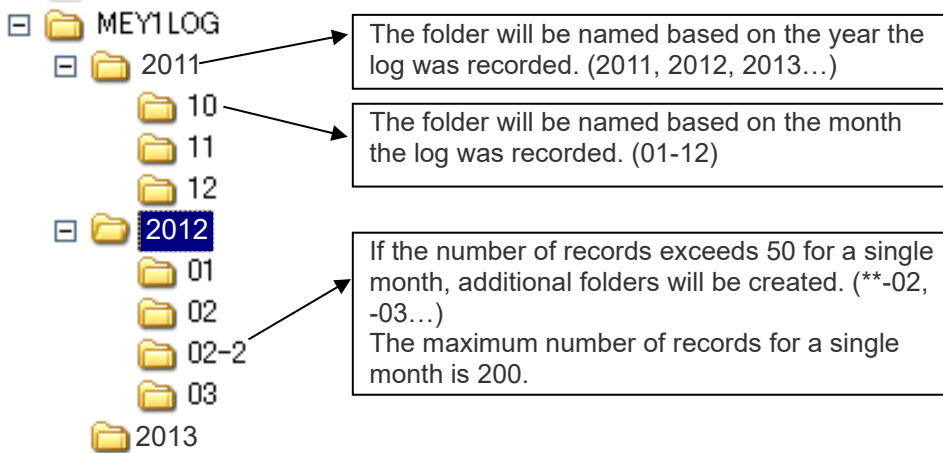 MEY1LOG
2011
10
11
12
2012
01
02
02-2
03
2013
The folder will be named based on the year the
log was recorded. (2011, 2012, 2013…)
The folder will be named based on the month
the log was recorded. (01-12)
If the number of records exceeds 50 for a single
month, additional folders will be created. (**-02,
-03…)
The maximum number of records for a single
month is 200.